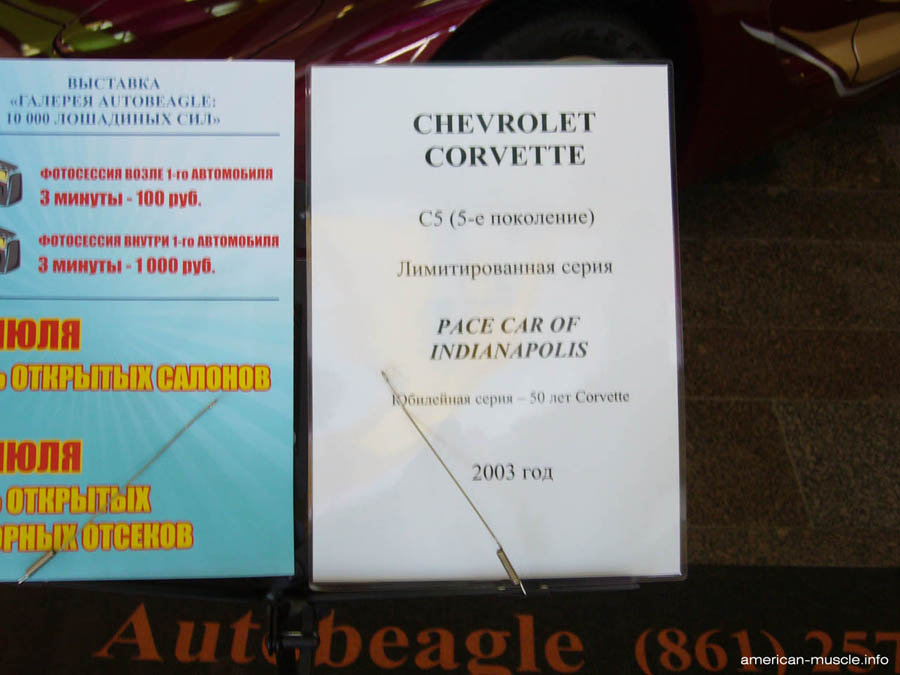 ВЫСТАВКА
«ГАЛЕРЕЯ AUTOBEAGLE:
10 000 ЛОШАДИНЫХ СИЛ»
ФОТОСЕССИЯ ВОЗЛЕ 1-го АВТОМОБИЛЯ
3 минуты - 100 руб.
ФОТОСЕССИЯ ВНУТРИ 1-го АВТОМОБИЛЯ
3 минуты - 1 000 руб.
ИЮЛЯ
ОТКРЫТЫХ САЛОНОВ
ИЮЛЯ
ОТКРЫТЫХ
ОТСЕКОВ
CHEVROLET
CORVETTE
C5 (5-е поколение)
Лимитированная серия
PACE CAR OF
INDIANAPOLIS
Юбилейная серия – 50 лет Corvette
2003 год
Autobeagle (861) 257
american-muscle.info